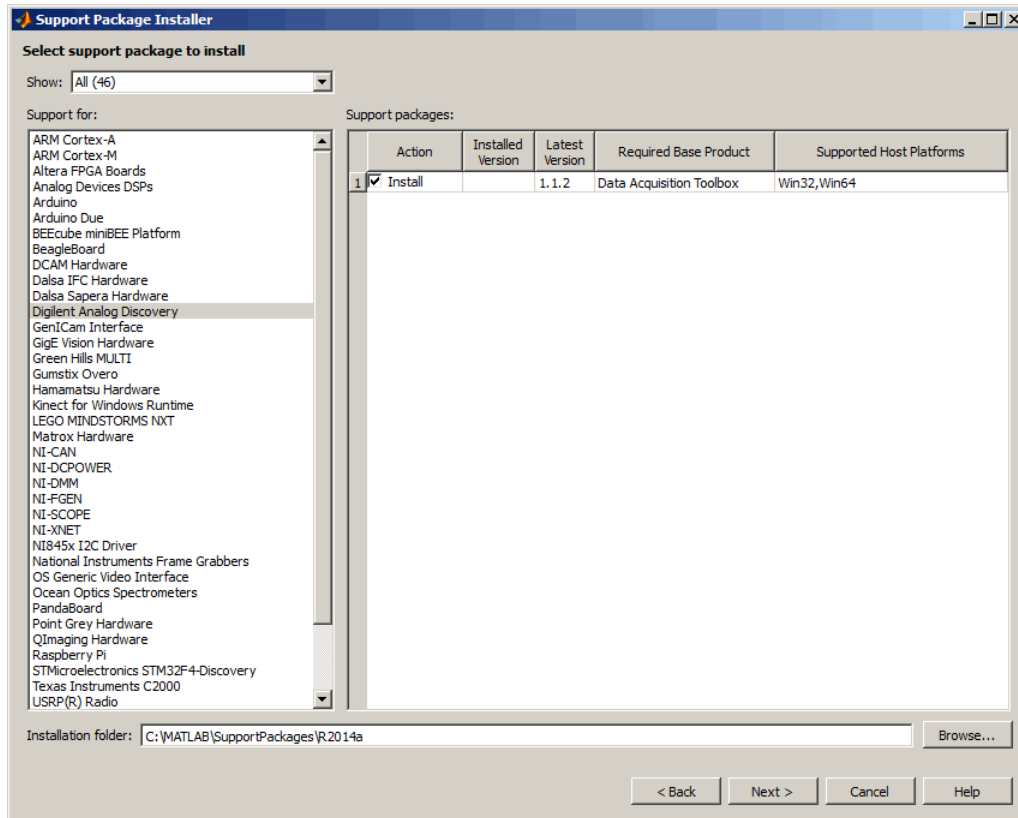 Support Package Installer
Select support package to install
Show: All (46)
Support for:
ARM Cortex-A
ARM Cortex-M
Altera FPGA Boards
Analog Devices DSPs
Arduino
Arduino Due
BEEcube miniBEE Platform
BeagleBoard
DCAM Hardware
Dalsa IFC Hardware
Dalsa Sapera Hardware
Digilent Analog Discovery
GenICam Interface
GigE Vision Hardware
Green Hills MULTI
Gumstix Overo
Hamamatsu Hardware
Kinect for Windows Runtime
LEGO MINDSTORMS NXT
Matrox Hardware
NI-CAN
NI-DCPOWER
NI-DMM
NI-FGEN
NI-SCOPE
NI-XNET
NI845x I2C Driver
National Instruments Frame Grabbers
OS Generic Video Interface
Ocean Optics Spectrometers
PandaBoard
Point Grey Hardware
QImaging Hardware
Raspberry Pi
STMicroelectronics STM32F4-Discovery
Texas Instruments C2000
USRP(R) Radio
Support packages:
Action Installed Version Latest Version Required Base Product Supported Host Platforms
1 Install 1.1.2 Data Acquisition Toolbox Win32,Win64
Installation folder: C:\MATLAB\SupportPackages\R2014a Browse...
< Back Next > Cancel Help